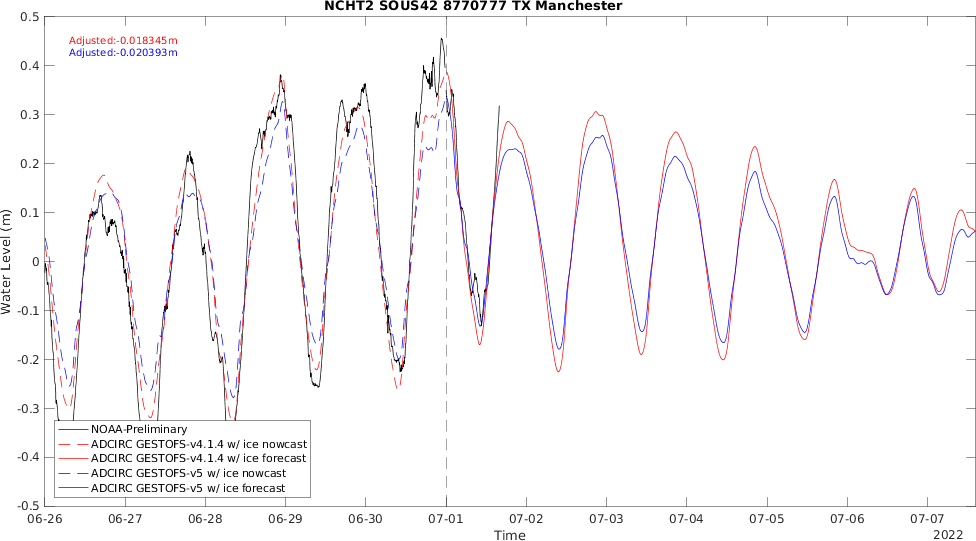 NCHT2 SOUS42 8770777 TX Manchester
Adjusted:-0.018345m
Adjusted:-0.020393m
0.5
0.4
0.3
0.2
0.1
0
-0.1
-0.2
-0.3
-0.4
-0.5
Water Level (m)
NOAA-Preliminary
ADCIRC GESTOFS-v4.1.4 w/ ice nowcast
ADCIRC GESTOFS-v4.1.4 w/ ice forecast
ADCIRC GESTOFS-v5 w/ ice nowcast
ADCIRC GESTOFS-v5 w/ ice forecast
06-26 06-27 06-28 06-29 06-30 07-01 07-02 07-03 07-04 07-05 07-06 07-07
Time
2022